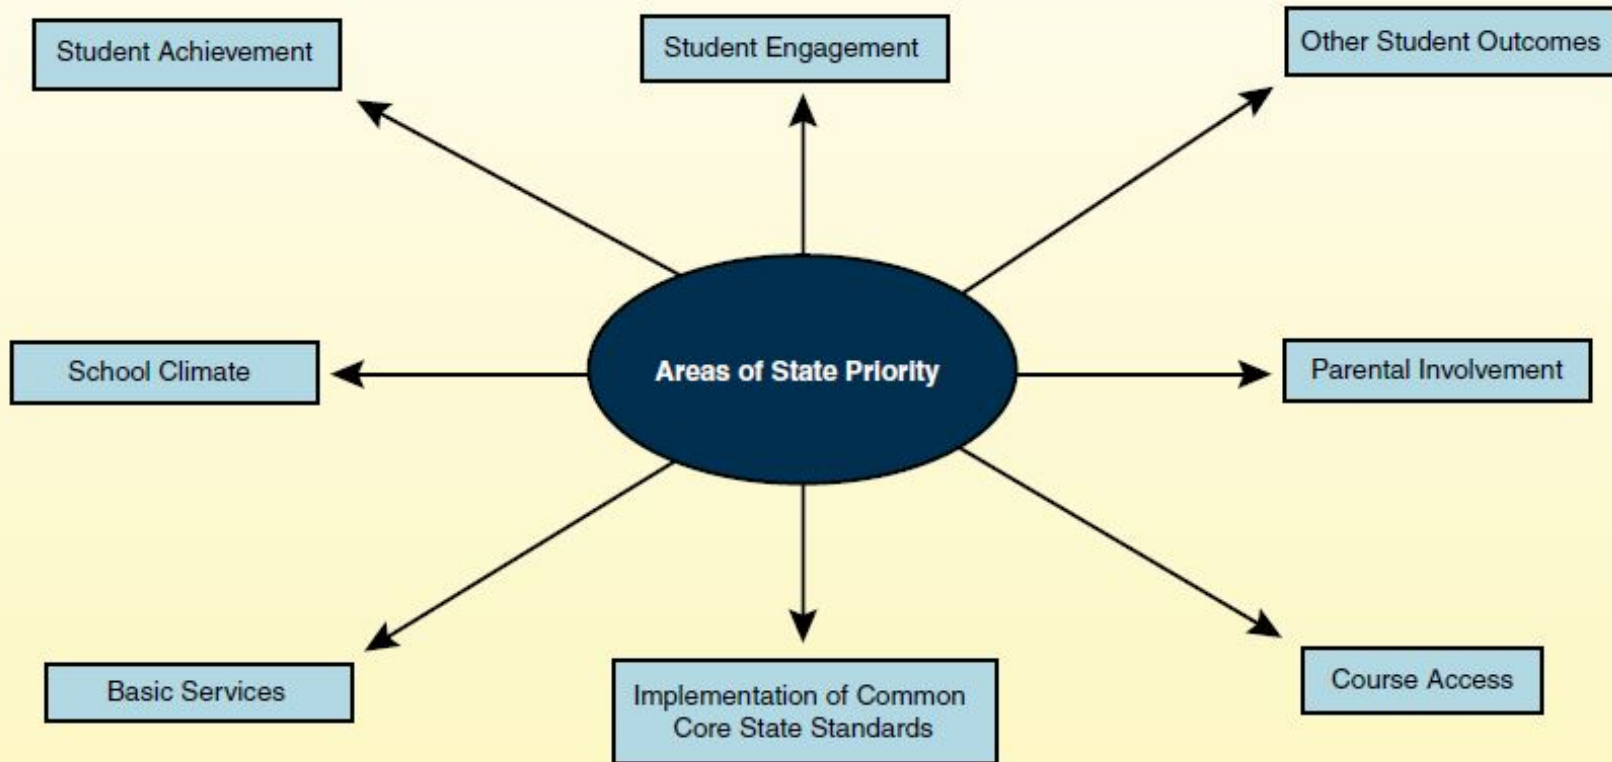 Student Achievement
Student Engagement
Other Student Outcomes
School Climate
Areas of State Priority
Parental Involvement
Basic Services
Implementation of Common
Core State Standards
Course Access